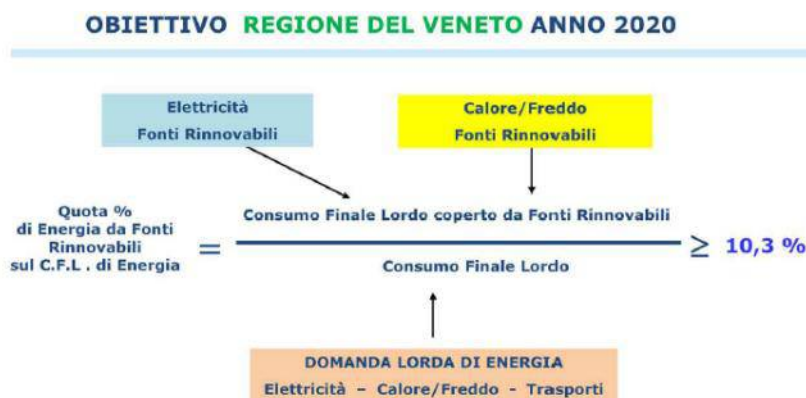 OBIETTIVO REGIONE DEL VENETO ANNO 2020
Elettricità
Fonti Rinnovabili
Calore/Freddo
Fonti Rinnovabili
Quota %
di Energia da Fonti
Rinnovabili
sul C.F.L . di Energia
=
Consumo Finale Lordo coperto da Fonti Rinnovabili
Consumo Finale Lordo
≥ 10,3 %
DOMANDA LORDA DI ENERGIA
Elettricità – Calore/Freddo - Trasporti